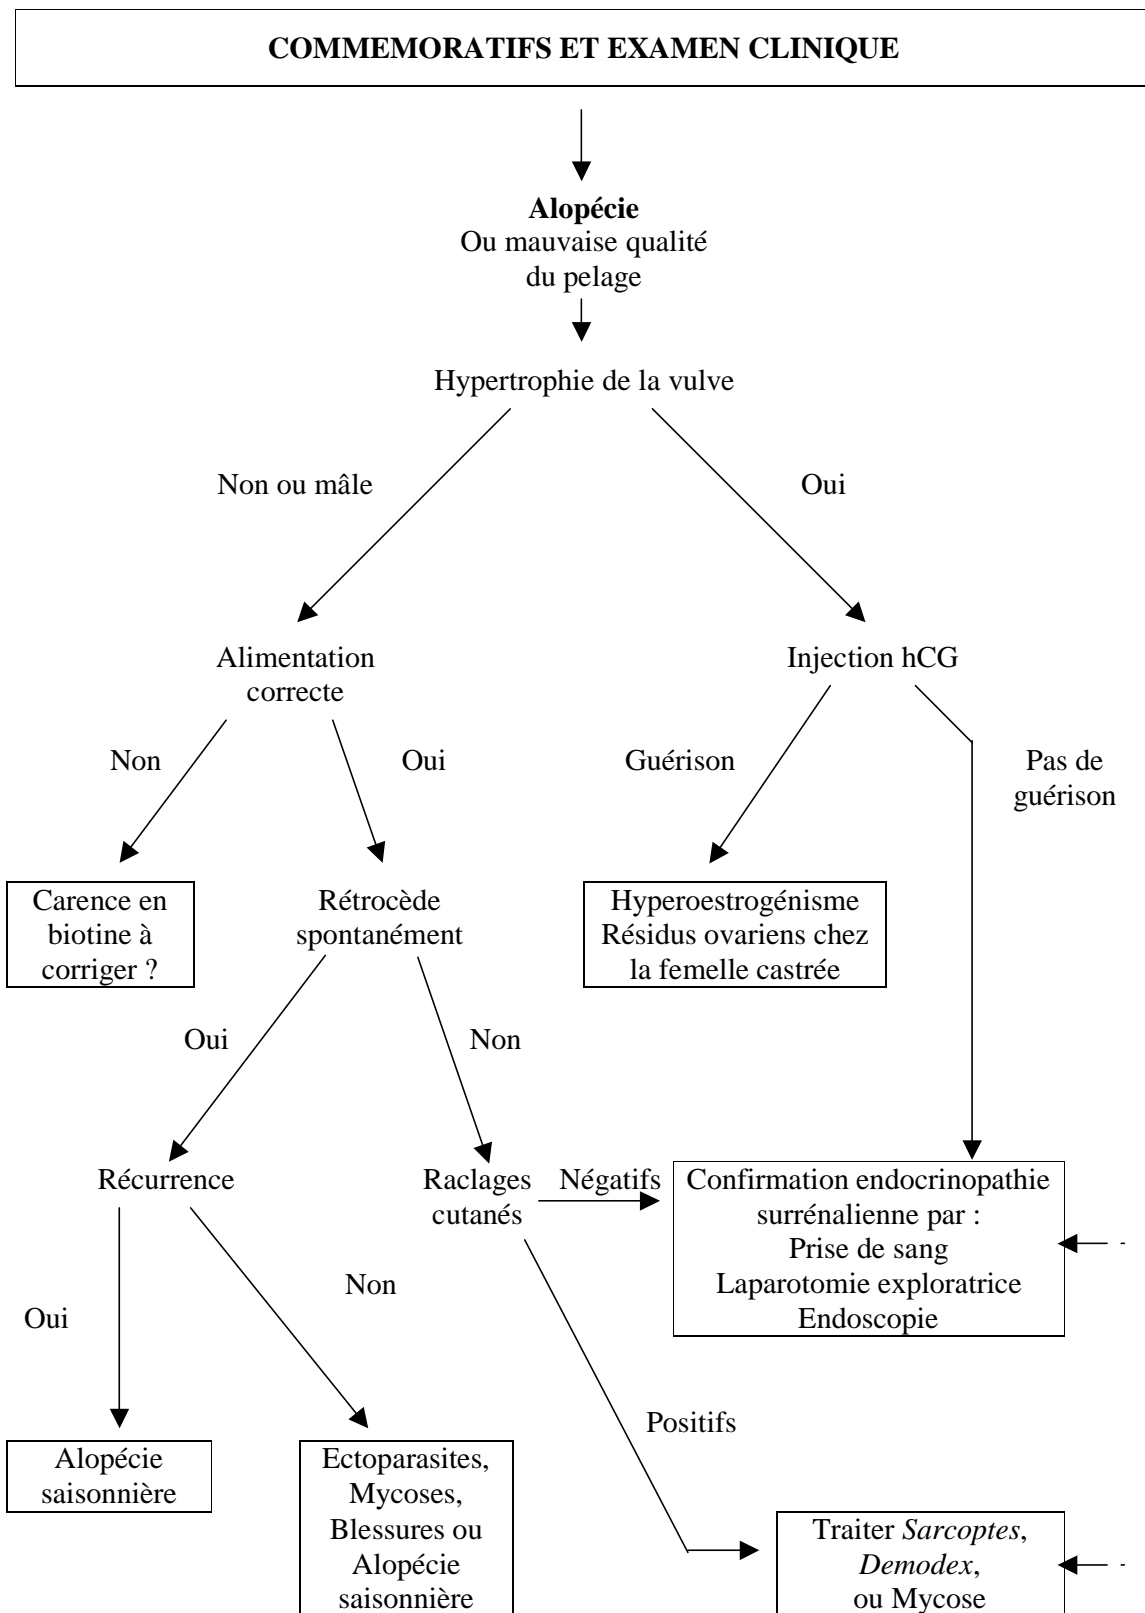 COMMEMORATIFS ET EXAMEN CLINIQUE
Alopécie
Ou mauvaise qualité
du pelage
Hypertrophie de la vulve
Non ou mâle
Oui
Alimentation
correcte
Injection hCG
Non
Oui
Guérison
Pas de
guérison
Carence en
biotine à
corriger ?
Rétrocède
spontanément
Hyperoestrogénisme
Résidus ovariens chez
la femelle castrée
Oui
Non
Récurrence
Raclages
cutanés
Négatifs
Confirmation endocrinopathie
surrénalienne par :
Prise de sang
Laparotomie exploratrice
Endoscopie
Oui
Non
Positifs
Alopécie
saisonnière
Ectoparasites,
Mycoses,
Blessures ou
Alopécie
saisonnière
Traiter Sarcoptes,
Demodex,
ou Mycose